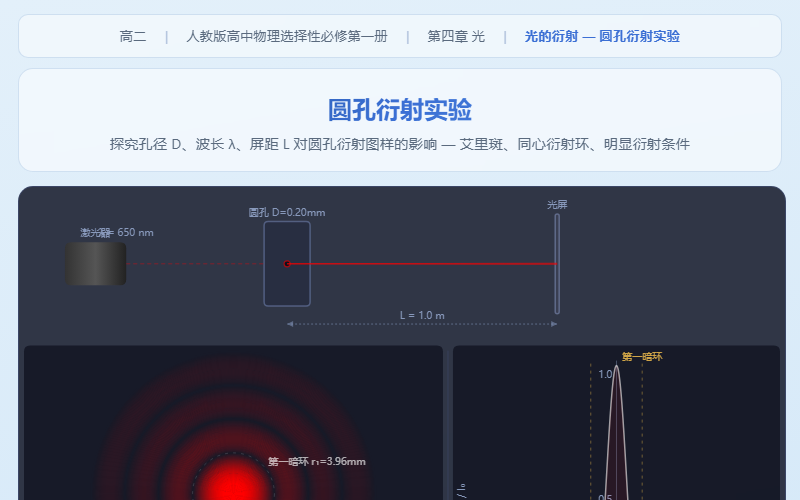 高二 | 人教版高中物理选择性必修第一册 | 第四章 光 | 光的衍射 — 圆孔衍射实验
圆孔衍射实验
探究孔径 D、波长 λ、屏距 L 对圆孔衍射图样的影响 — 艾里斑、同心衍射环、明显衍射条件
光屏
圆孔 D=0.20mm
激光器
= 650 nm
L = 1.0 m
第一暗环
1.0
第一暗环 r₁=3.96mm
0.5